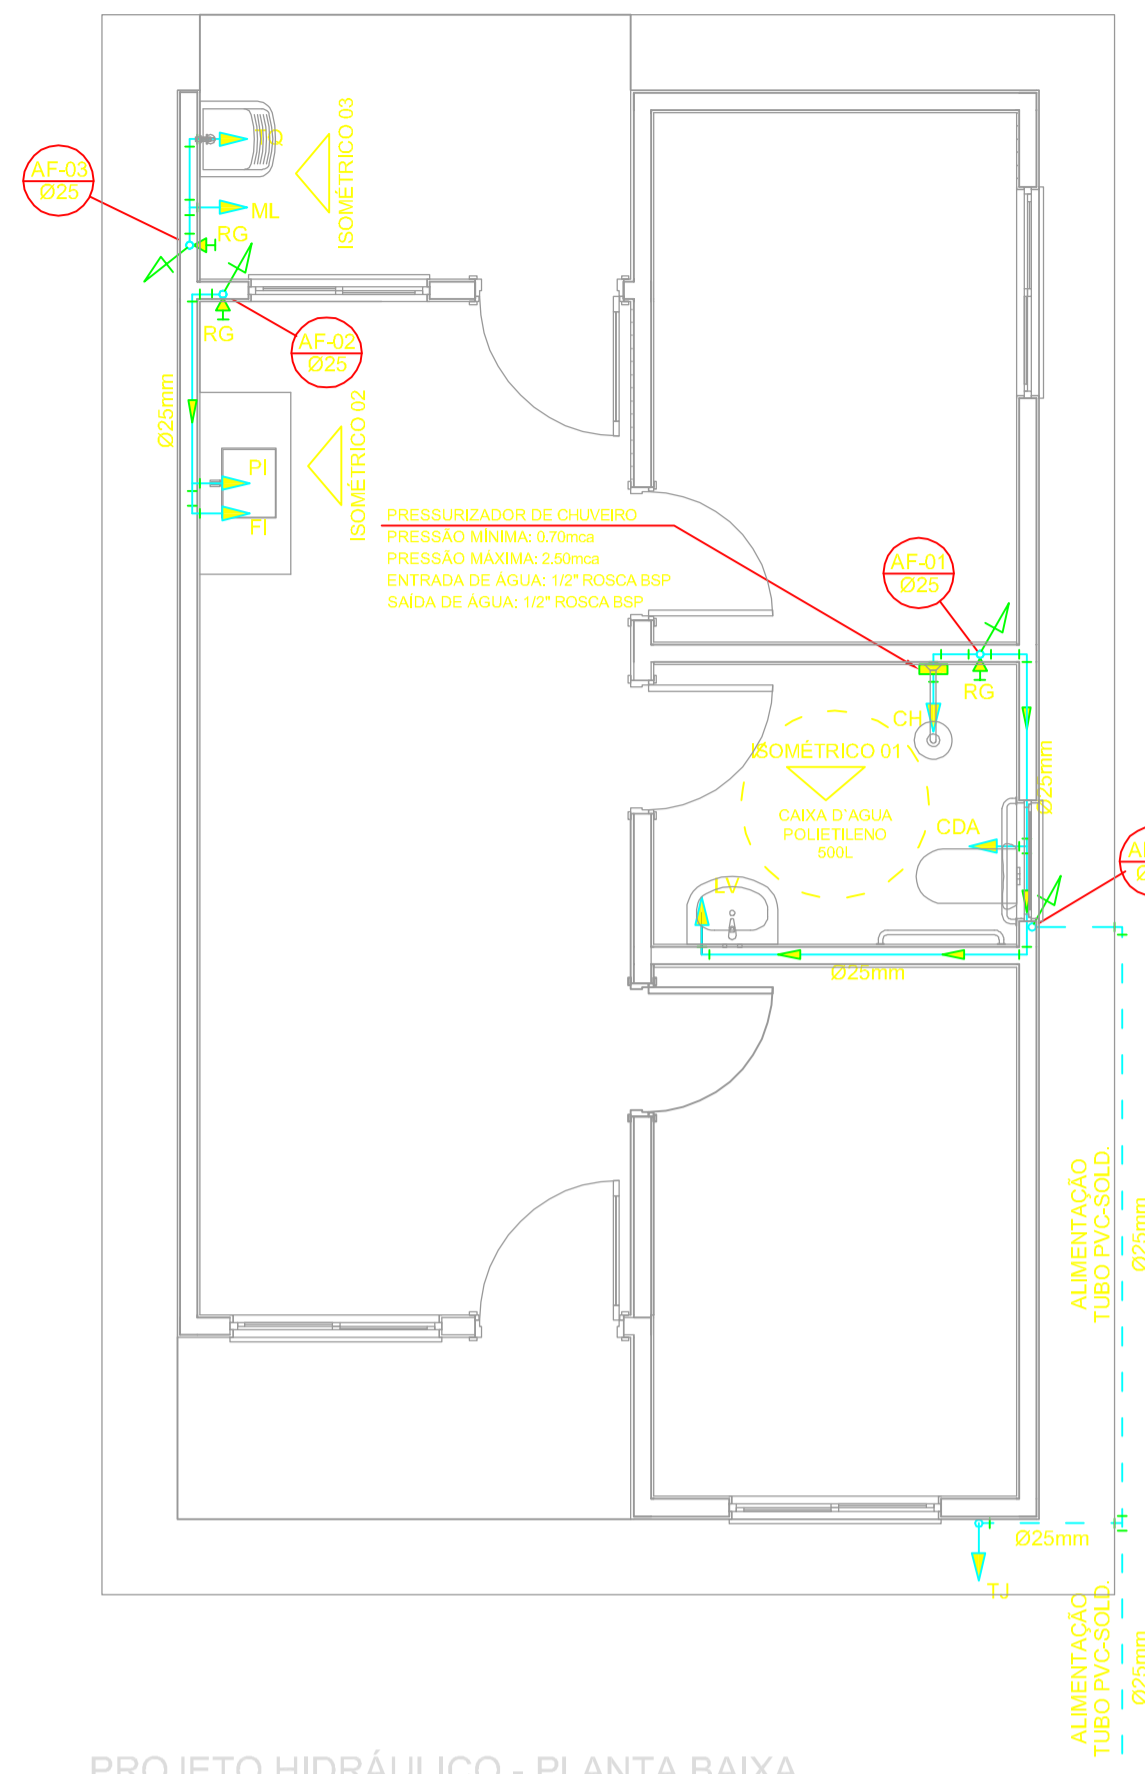 TQ
ISOMÉTRICO 03
AF-03
Ø25
ML
RG
RG
AF-02
Ø25
Ø25mm
ISOMÉTRICO 02
PI
FI
PRESSURIZADOR DE CHUVEIRO
PRESSÃO MÍNIMA: 0.70mca
PRESSÃO MÁXIMA: 2.50mca
ENTRADA DE ÁGUA: 1/2" ROSCA BSP
SAÍDA DE ÁGUA: 1/2" ROSCA BSP
AF-01
Ø25
RG
CH
ISOMÉTRICO 01
Ø25mm
CAIXA D`AGUA
POLIETILENO
500L
CDA
LV
Ø25mm
ALIMENTAÇÃO
TUBO PVC-SOLD.
Ø25mm
Ø25mm
TJ
ALIMENTAÇÃO
TUBO PVC-SOLD.
Ø25mm
PROJETO HIDRÁULICO - PLANTA BAIXA